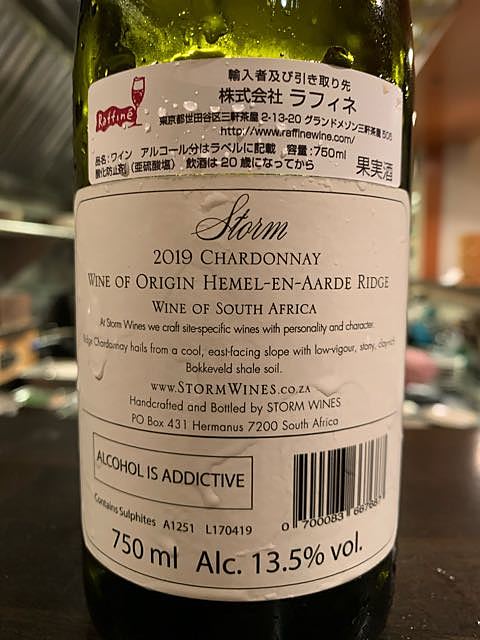 輸入者及び引き取り先
Raffinē
株式会社 ラフィネ
東京都世田谷区三軒茶屋 2-13-20 グランドメゾン三軒茶屋 506
http://www.raffinewine.com/
品名:ワイン アルコール分はラベルに記載 容量:750ml
酸化防止剤(亜硫酸塩) 飲酒は20歳になってから
果実酒
Storm
2019 CHARDONNAY
WINE OF ORIGIN HEMEL-EN-AARDE RIDGE
WINE OF SOUTH AFRICA
At Storm Wines we craft site-specific wines with personality and character.
Ridge Chardonnay hails from a cool, east-facing slope with low-vigour, stony, clay-rich
Bokkeveld shale soil.
WWW.STORMWINES.CO.ZA
Handcrafted and Bottled by STORM WINES
PO Box 431 Hermanus 7200 South Africa
ALCOHOL IS ADDICTIVE
Contains Sulphites A1251 L170419
0 700083 667687
750 ml Alc. 13.5% vol.